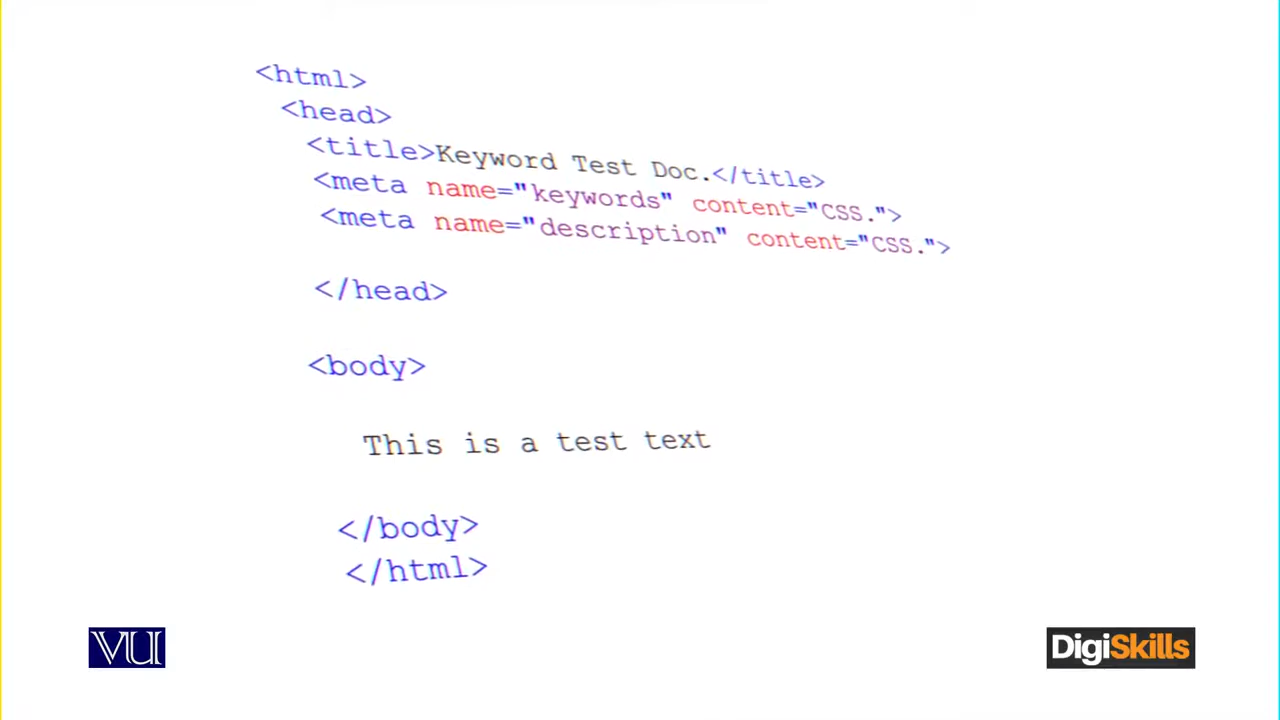 <html>
<head>
<title>Keyword Test Doc.</title>
<meta name="keywords" content="CSS.">
<meta name="description" content="CSS.">
</head>
<body>
This is a test text
</body>
</html>
VU
DigiSkills